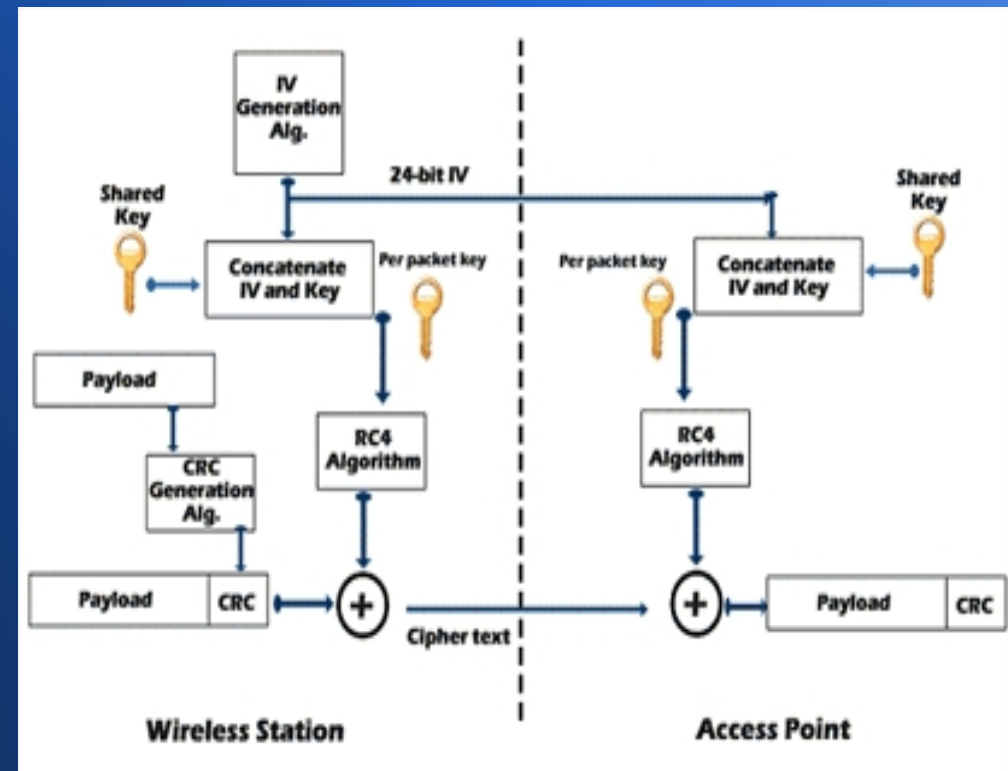 IV
Generation
Alg.
24-bit IV
Shared
Key
Shared
Key
Concatenate
IV and Key
Per packet key
Per packet key
Concatenate
IV and Key
Payload
RC4
Algorithm
RC4
Algorithm
CRC
Generation
Alg.
Payload
CRC
+
Cipher text
+
Payload
CRC
Wireless Station
Access Point